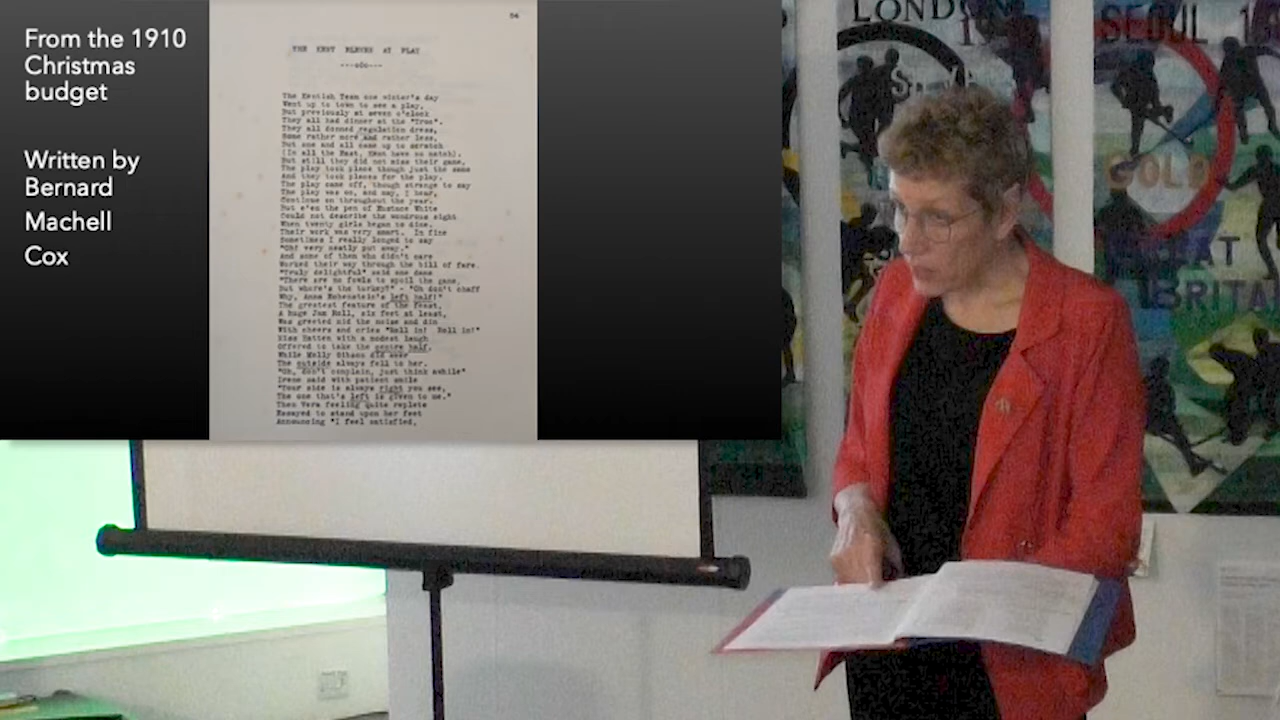 From the 1910
Christmas
budget
Written by
Bernard
Machell
Cox
54
THE KENT ELEVEN AT PLAY
---oOo---
The Kentish Team one winter's day
Went up to town to see a play,
But previously at seven o'clock
They all had dinner at the "Troc".
They all donned regulation dress,
Some rather more and rather less,
But one and all came up to scratch
(In all the East, Kent have no match).
But still they did not miss their game,
The play took place though just the same
And they took places for the play.
The play came off, though strange to say
The play was on, and may, I hear,
Continue on throughout the year.
But e'en the pen of Eustace White
Could not describe the wondrous sight
When twenty girls began to dine.
Their work was very smart. In fine
Sometimes I really longed to say
"Oh! very neatly put away."
And some of them who didn't care
Worked their way through the bill of fare.
"Truly delightful" said one dame
"There are no fowls to spoil the game.
But where's the turkey?" - "Oh don't chaff
Why, Anna Hohenstein's left half!"
The greatest feature of the feast,
A huge Jam Roll, six feet at least,
Was greeted mid the noise and din
With cheers and cries "Roll in! Roll in!"
Miss Hatten with a modest laugh
Offered to take the centre half,
While Molly Gibson did aver
The outside always fell to her.
"Oh, don't complain, just think awhile"
Irene said with patient smile
"Your side is always right you see,
The one that's left is given to me."
Then Vera feeling quite replete
Essayed to stand upon her feet
Announcing "I feel satisfied,
LONDON
SEOUL
GOLD
GREAT
BRITA